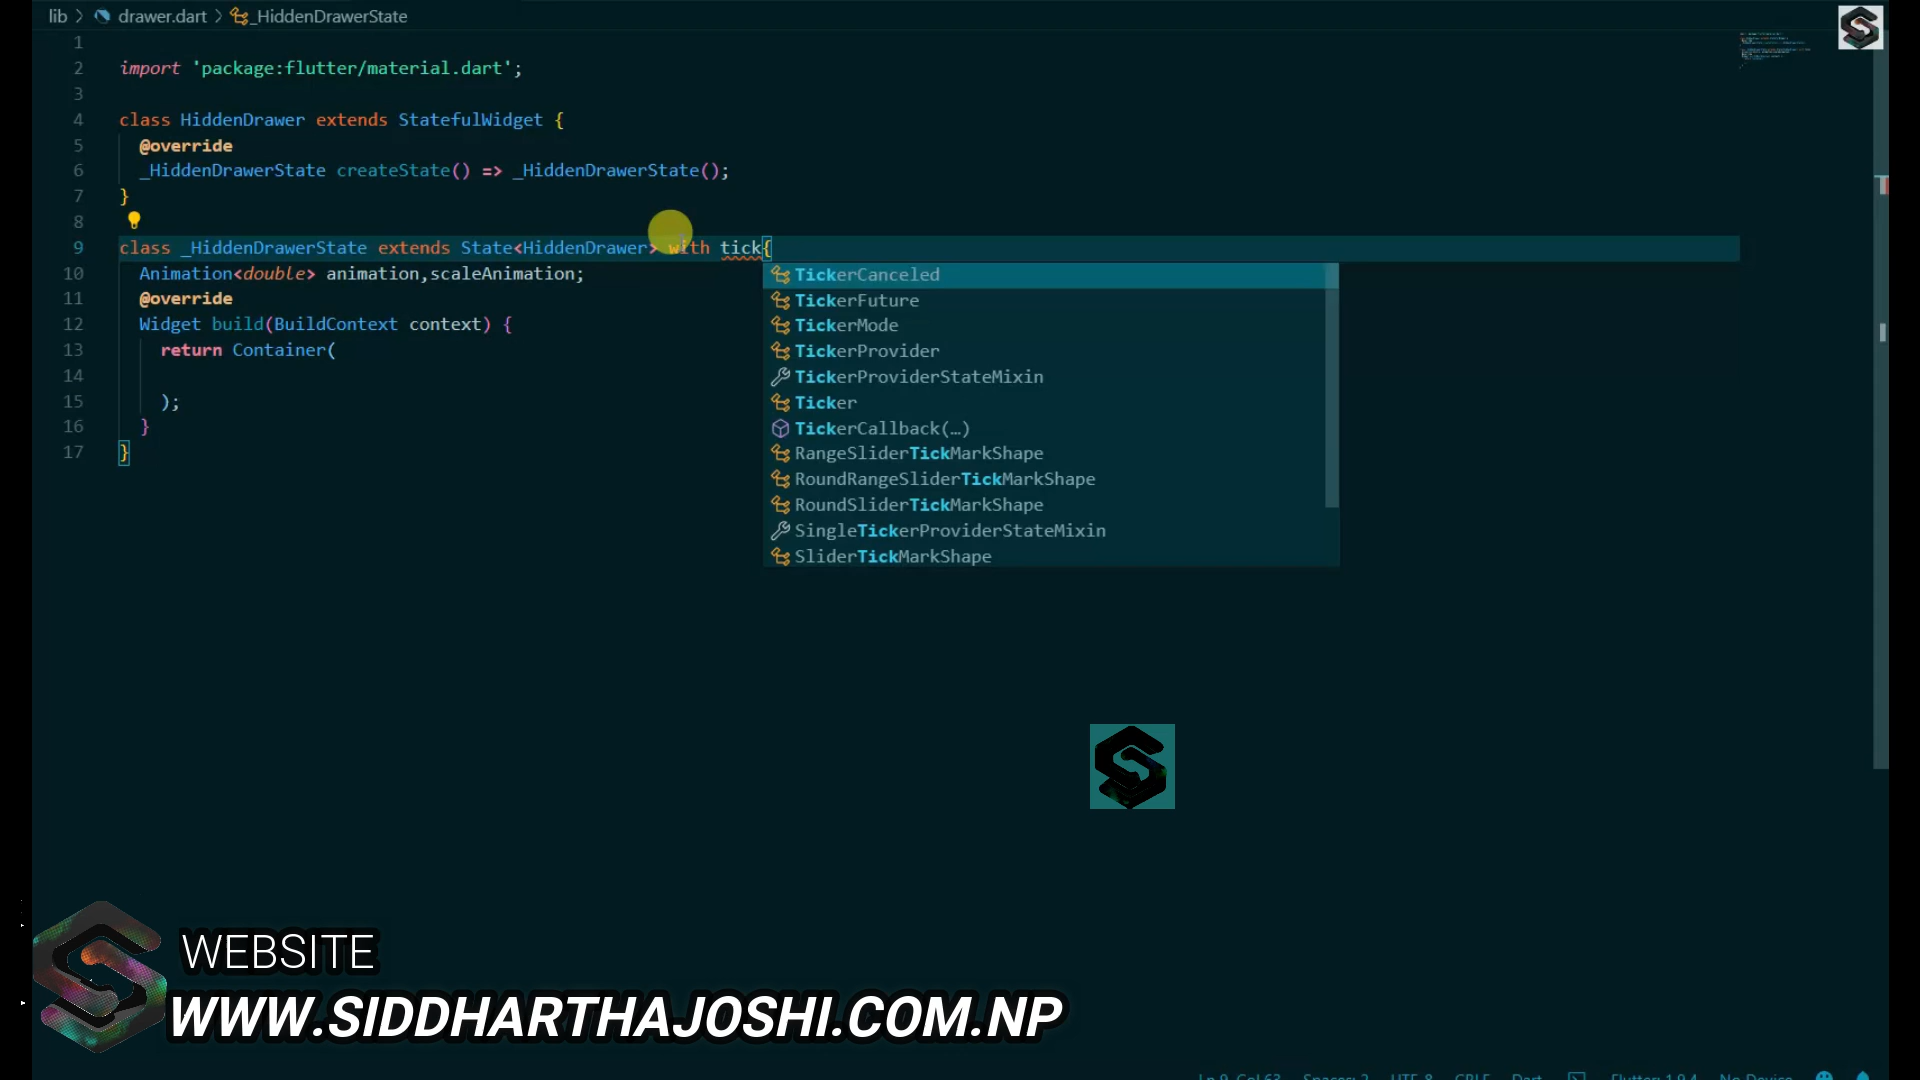 lib > drawer.dart > _HiddenDrawerState
1
2 import 'package:flutter/material.dart';
3
4 class HiddenDrawer extends StatefulWidget {
5 @override
6 _HiddenDrawerState createState() => _HiddenDrawerState();
7 }
8
9 class _HiddenDrawerState extends State<HiddenDrawer> with tick{
10 Animation<double> animation,scaleAnimation;
11 @override
12 Widget build(BuildContext context) {
13 return Container(
14
15 );
16 }
17 }
TickerCanceled
TickerFuture
TickerMode
TickerProvider
TickerProviderStateMixin
Ticker
TickerCallback(…)
RangeSliderTickMarkShape
RoundRangeSliderTickMarkShape
RoundSliderTickMarkShape
SingleTickerProviderStateMixin
SliderTickMarkShape
WEBSITE
WWW.SIDDHARTHAJOSHI.COM.NP